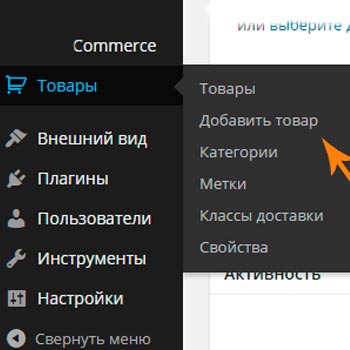 или выберите д
Commerce
Товары
Товары
Добавить товар
Категории
Метки
Классы доставки
Свойства
Внешний вид
Плагины
Пользователи
Инструменты
Настройки
Свернуть меню
Активность